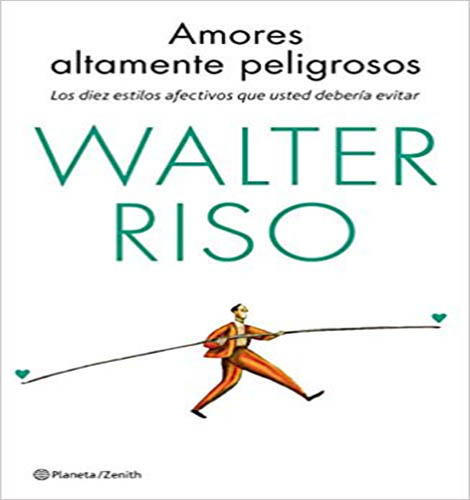 Amores
altamente peligrosos
Los diez estilos afectivos que usted debería evitar
WALTER
RISO
Planeta/Zenith